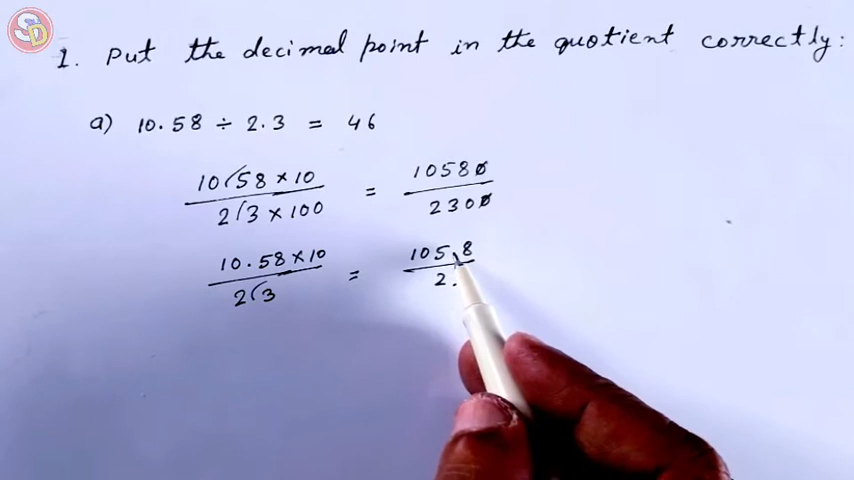 SD
1. Put the decimal point in the quotient correctly:
a) 10.58 ÷ 2.3 = 46
10(58 × 10 / 2(3 × 100 = 10580 / 2300
10.58 × 10 / 2(3 = 105.8 / 2.